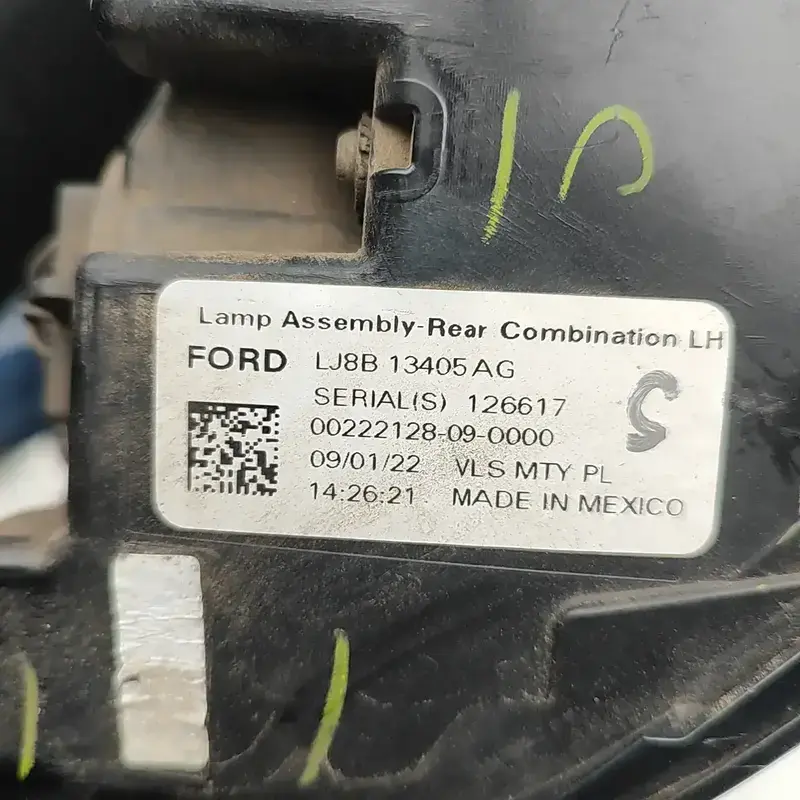 Lamp Assembly-Rear Combination LH
FORD LJ8B 13405 AG
SERIAL(S) 126617
00222128-09-0000
09/01/22 VLS MTY PL
14:26:21 MADE IN MEXICO